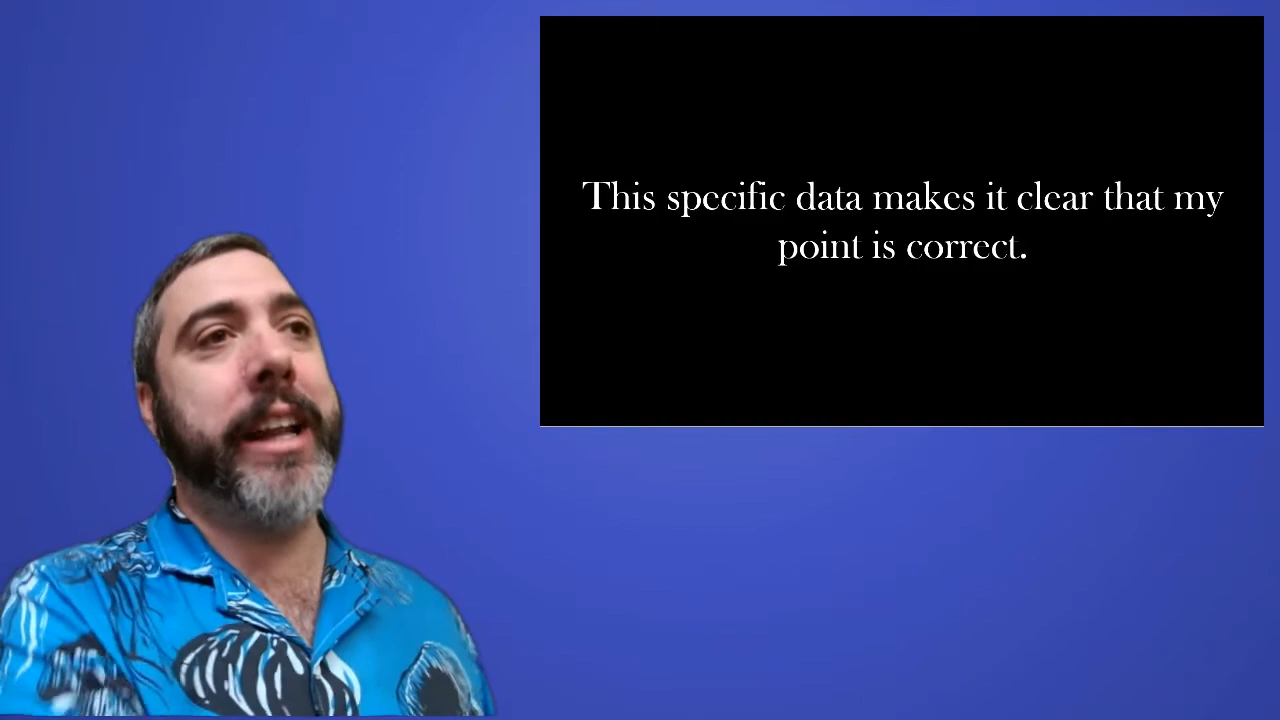 This specific data makes it clear that my
point is correct.